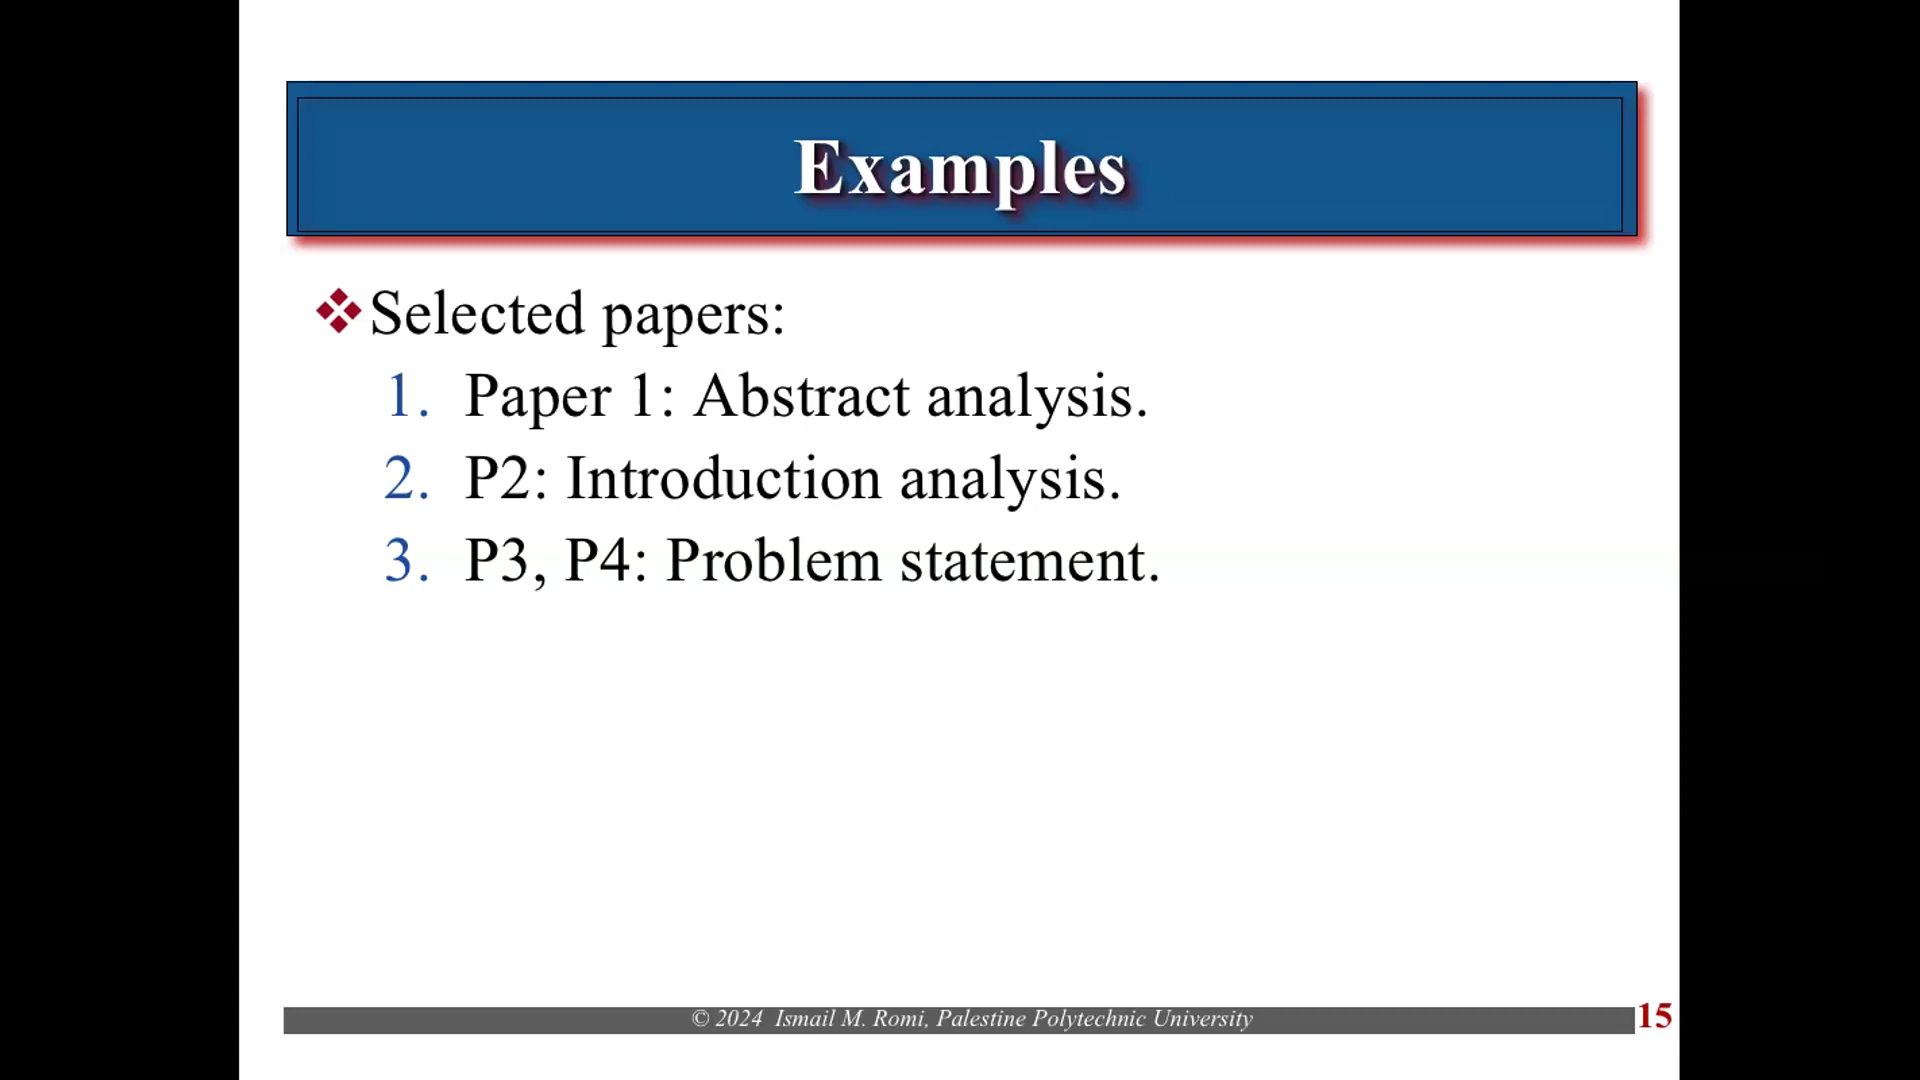 Examples
Selected papers:
1. Paper 1: Abstract analysis.
2. P2: Introduction analysis.
3. P3, P4: Problem statement.
© 2024 Ismail M. Romi, Palestine Polytechnic University
15